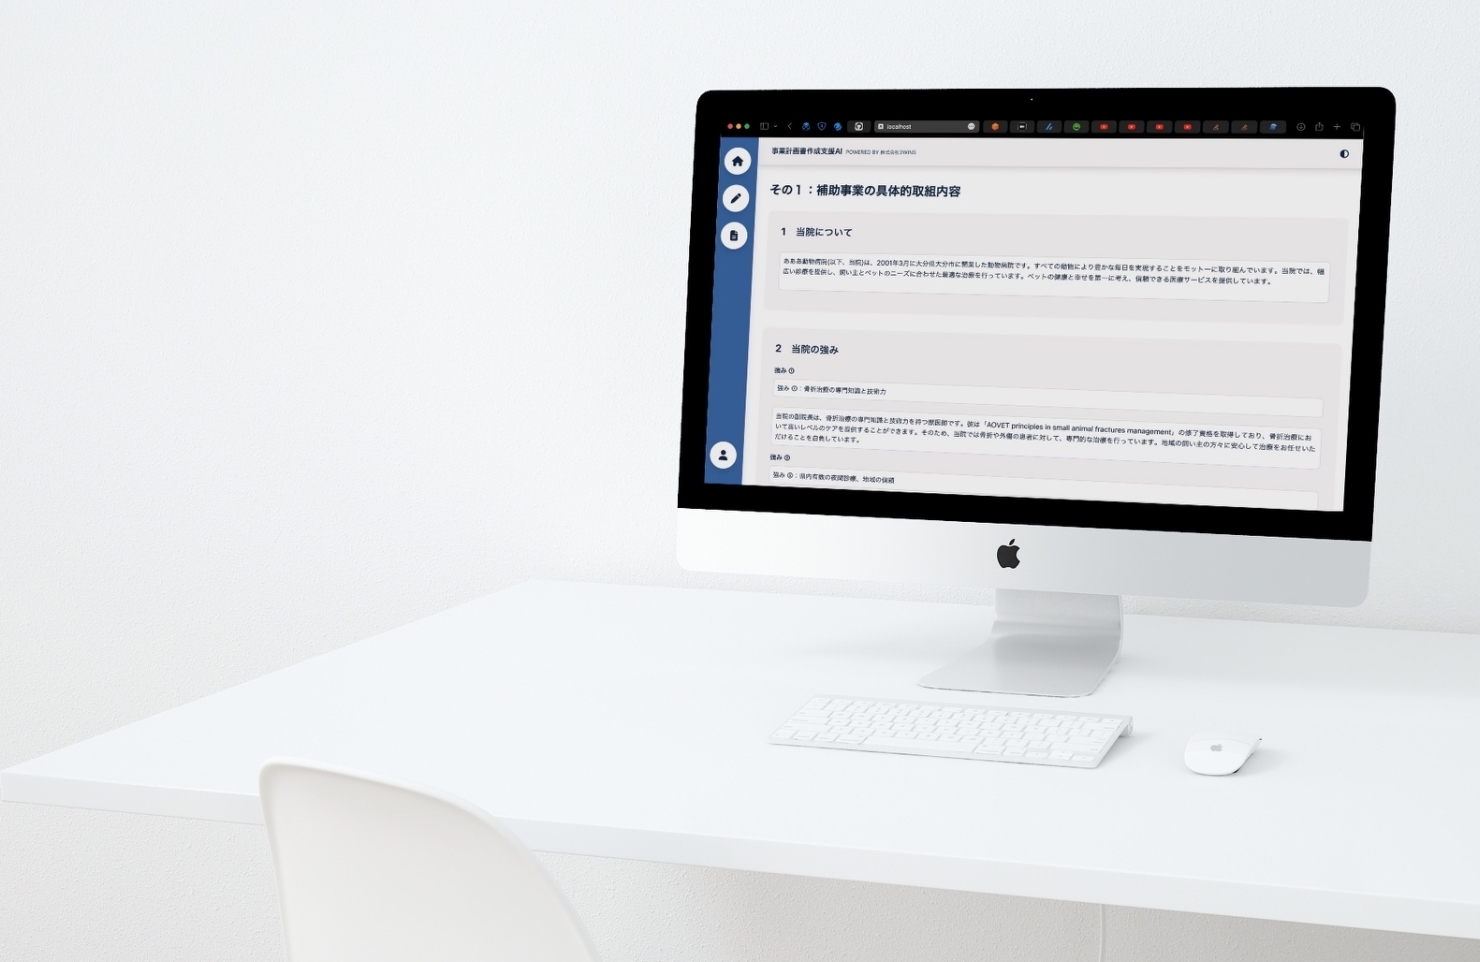 localhost
事業計画書作成支援AI POWERED BY 株式会社
その1：補助事業の具体的取組内容
1 当院について
あああ動物病院(以下、当院)は、2001年3月に大分県大分市に開業した動物病院です。すべての動物により豊かな毎日を実現することをモットーに取り組んでいます。当院では、幅
広い診療を提供し、飼い主とペットのニーズに合わせた最適な治療を行っています。ペットの健康と幸せを第一に考え、信頼できる医療サービスを提供しています。
2 当院の強み
強み ①
強み ①：骨折治療の専門知識と技術力
当院の副院長は、骨折治療の専門知識と技術力を持つ獣医師です。彼は「AOVET principles in small animal fractures management」の修了資格を取得しており、骨折治療にお
いて高いレベルのケアを提供することができます。そのため、当院では骨折や外傷の患者に対して、専門的な治療を行っています。地域の飼い主の方々に安心して治療をお任せいた
だけることを自負しています。
強み ②
強み ②：県内有数の夜間診療、地域の信頼